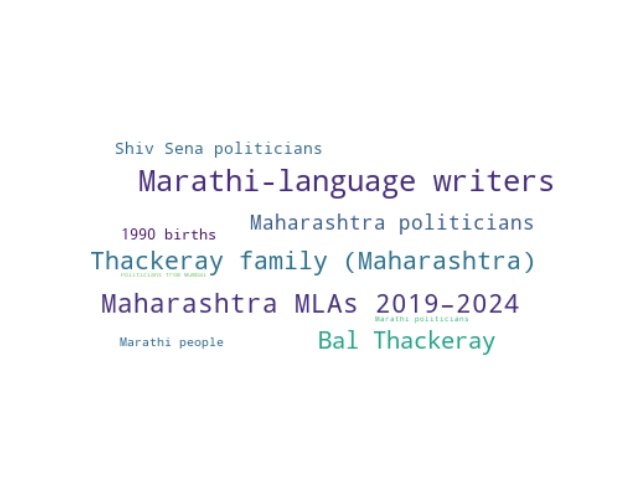 Shiv Sena politicians
Marathi-language writers
Maharashtra politicians
1990 births
Thackeray family (Maharashtra)
Politicians from Mumbai
Maharashtra MLAs 2019–2024
Marathi politicians
Marathi people
Bal Thackeray